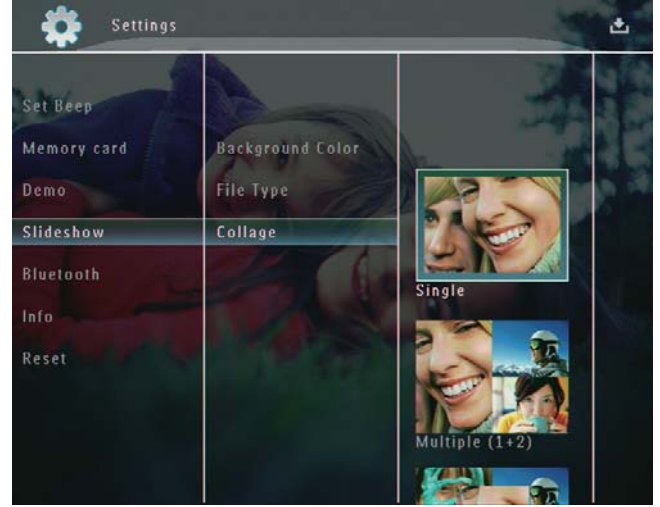 Settings
Set Beep
Memory card
Demo
Slideshow
Bluetooth
Info
Reset
Background Color
File Type
Collage
Single
Multiple (1+2)